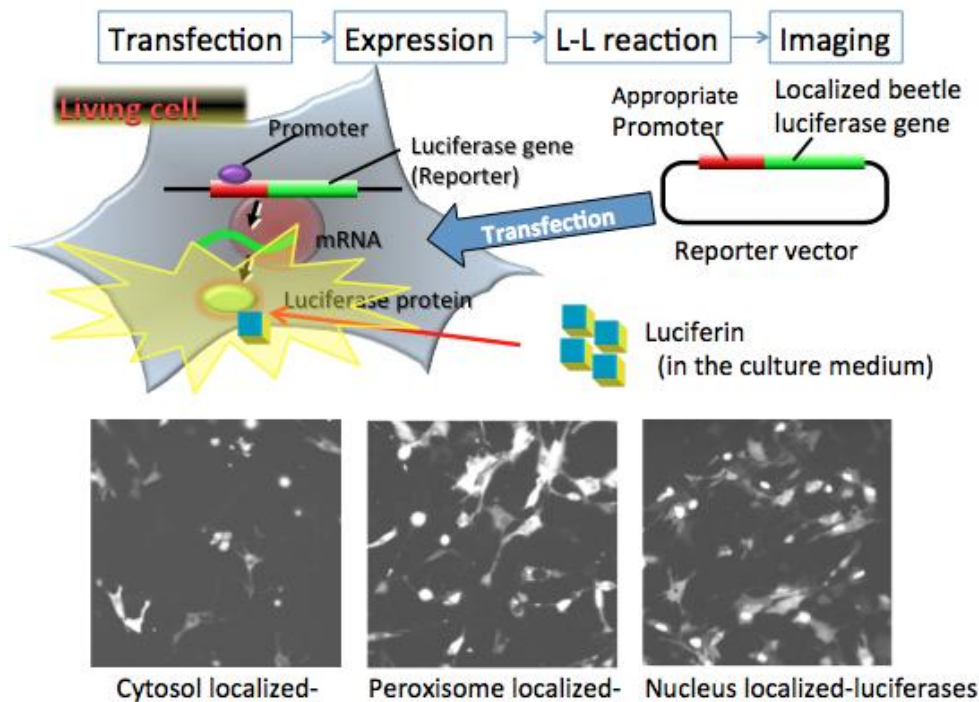 Transfection
Expression
L-L reaction
Imaging
Living cell
Promoter
Luciferase gene
(Reporter)
mRNA
Luciferase protein
Transfection
Appropriate
Promoter
Localized beetle
luciferase gene
Reporter vector
Luciferin
(in the culture medium)
Cytosol localized-
Peroxisome localized-
Nucleus localized-luciferases